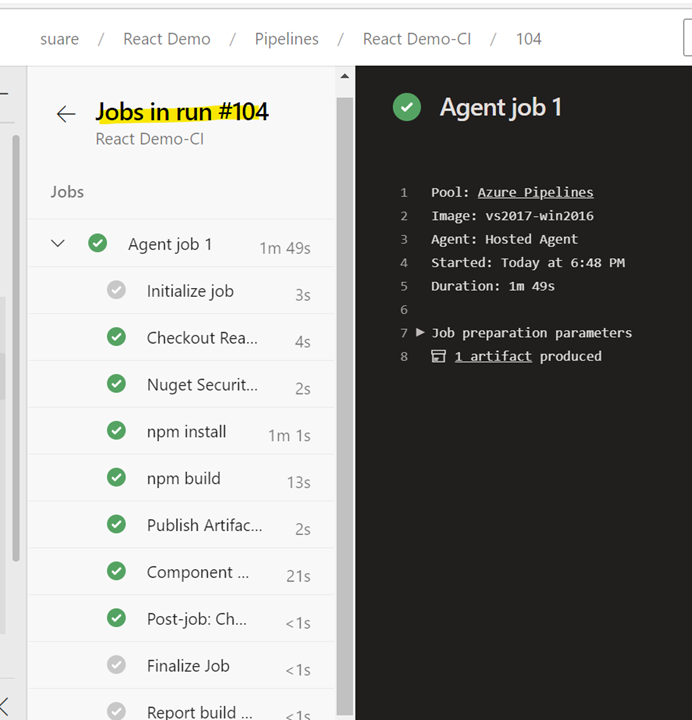 suare / React Demo / Pipelines / React Demo-CI / 104
Jobs in run #104
React Demo-CI
Jobs
Agent job 1 1m 49s
Initialize job 3s
Checkout Rea... 4s
Nuget Securit... 2s
npm install 1m 1s
npm build 13s
Publish Artifac... 2s
Component ... 21s
Post-job: Ch... <1s
Finalize Job <1s
Report build ... <1s
Agent job 1
1 Pool: Azure Pipelines
2 Image: vs2017-win2016
3 Agent: Hosted Agent
4 Started: Today at 6:48 PM
5 Duration: 1m 49s
6
7 Job preparation parameters
8 1 artifact produced